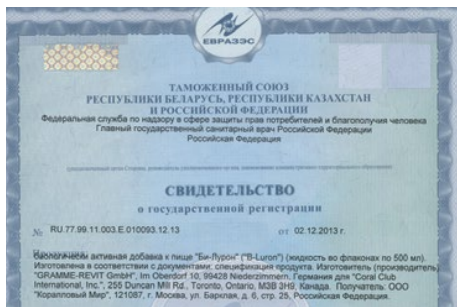 ЕВРАЗЭС
ТАМОЖЕННЫЙ СОЮЗ
РЕСПУБЛИКИ БЕЛАРУСЬ, РЕСПУБЛИКИ КАЗАХСТАН
И РОССИЙСКОЙ ФЕДЕРАЦИИ
Федеральная служба по надзору в сфере защиты прав потребителей и благополучия человека
Главный государственный санитарный врач Российской Федерации
Российская Федерация
СВИДЕТЕЛЬСТВО
о государственной регистрации
№ RU.77.99.11.003.E.010093.12.13 от 02.12.2013 г.
биологически активная добавка к пище "Би-Лурон" ("B-Luron") (жидкость во флаконах по 500 мл).
Изготовлена в соответствии с документами: спецификация продукта. Изготовитель (производитель)
"GRAMME-REVIT GmbH", Im Oberdorf 10, 99428 Niederzimmern, Германия для "Coral Club
International, Inc.", 255 Duncan Mill Rd., Toronto, Ontario, M3B 3H9, Канада. Получатель: ООО
"Коралловый Мир", 121087, г. Москва, ул. Барклая, д. 6, стр. 25, Российская Федерация.